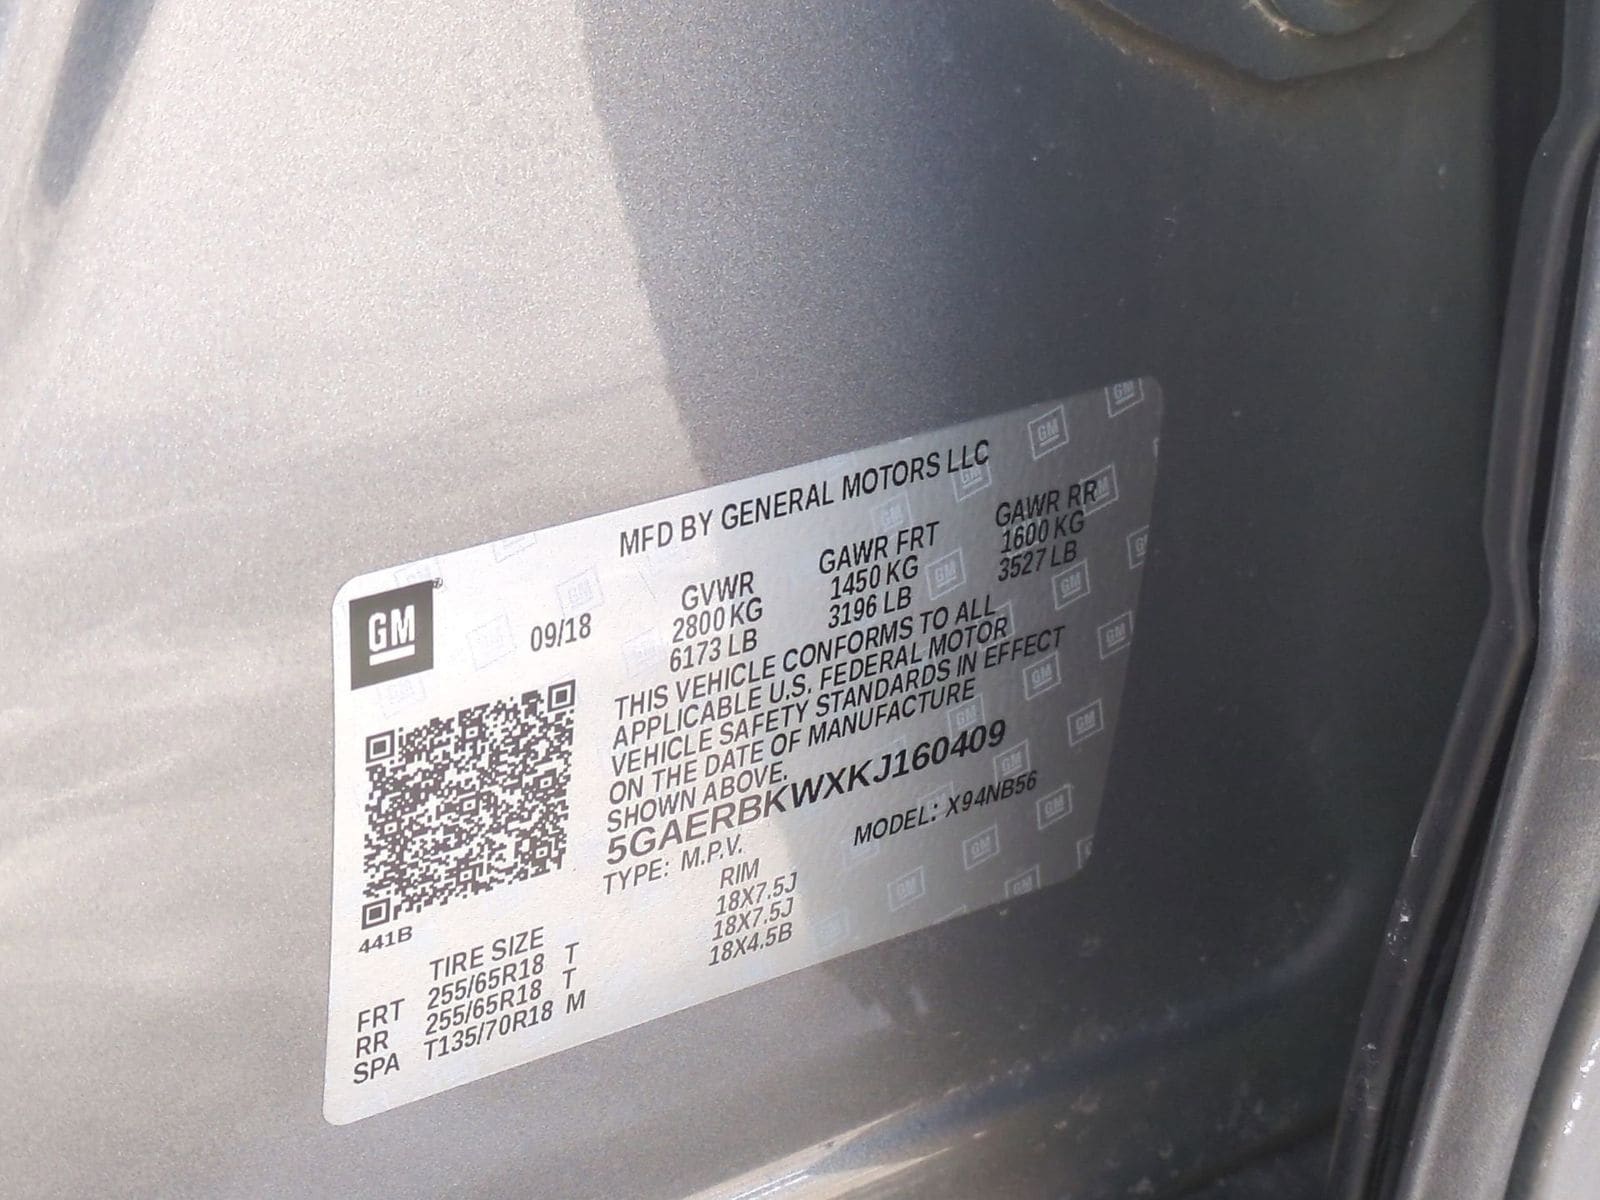 MFD BY GENERAL MOTORS LLC
GM®
09/18
GVWR GAWR FRT GAWR RR
2800 KG 1450 KG 1600 KG
6173 LB 3196 LB 3527 LB
THIS VEHICLE CONFORMS TO ALL
APPLICABLE U.S. FEDERAL MOTOR
VEHICLE SAFETY STANDARDS IN EFFECT
ON THE DATE OF MANUFACTURE
SHOWN ABOVE.
5GAERBKWXKJ160409
TYPE: M.P.V. MODEL: X94NB56
441B
TIRE SIZE RIM
FRT 255/65R18 T 18X7.5J
RR 255/65R18 T 18X7.5J
SPA T135/70R18 M 18X4.5B